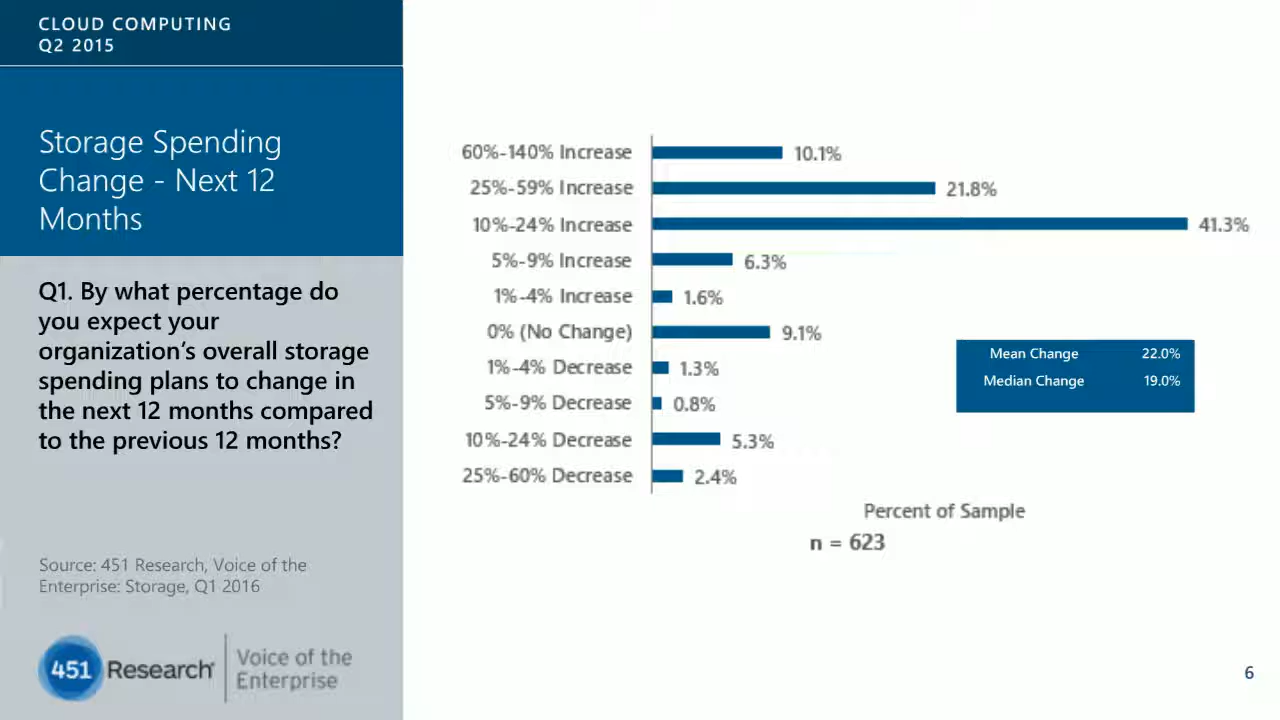 CLOUD COMPUTING
Q2 2015
Storage Spending
Change - Next 12
Months
Q1. By what percentage do
you expect your
organization's overall storage
spending plans to change in
the next 12 months compared
to the previous 12 months?
Source: 451 Research, Voice of the
Enterprise: Storage, Q1 2016
451 Research
Voice of the
Enterprise
60%-140% Increase 10.1%
25%-59% Increase 21.8%
10%-24% Increase 41.3%
5%-9% Increase 6.3%
1%-4% Increase 1.6%
0% (No Change) 9.1%
1%-4% Decrease 1.3%
5%-9% Decrease 0.8%
10%-24% Decrease 5.3%
25%-60% Decrease 2.4%
Mean Change 22.0%
Median Change 19.0%
Percent of Sample
n = 623
6